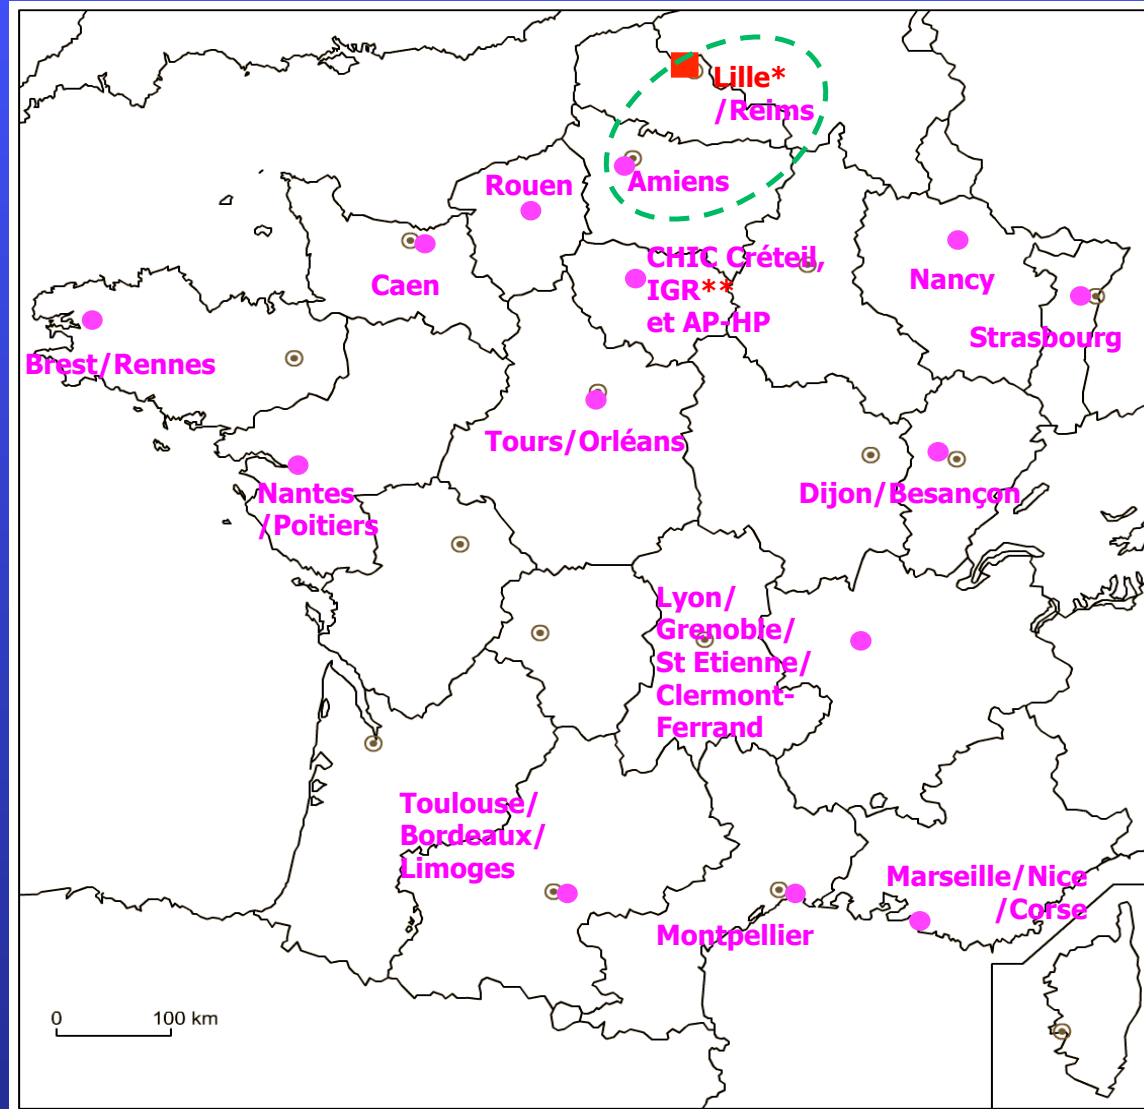 Lille*
/Reims
Amiens
Rouen
Caen
CHIC Créteil,
IGR**
et AP-HP
Nancy
Strasbourg
Brest/Rennes
Tours/Orléans
Nantes
/Poitiers
Dijon/Besançon
Lyon/
Grenoble/
St Etienne/
Clermont-
Ferrand
Toulouse/
Bordeaux/
Limoges
Marseille/Nice
/Corse
Montpellier
0 100 km